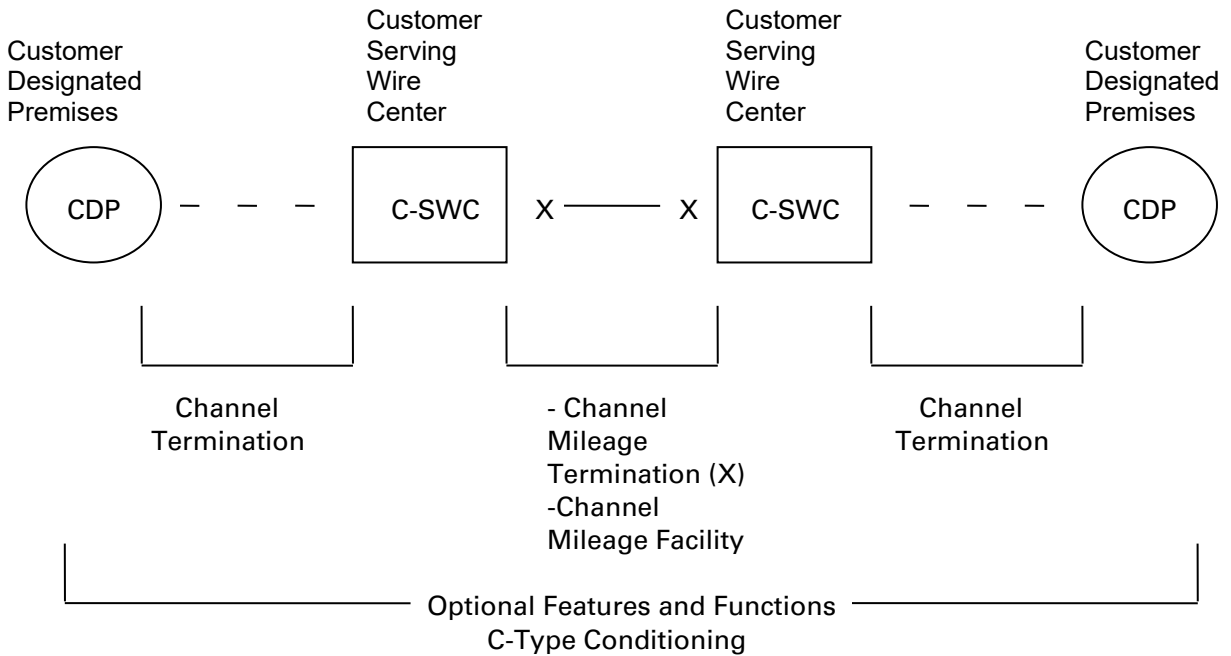 Customer
Designated
Premises
Customer
Serving
Wire
Center
Customer
Serving
Wire
Center
Customer
Designated
Premises
CDP
C-SWC
X
X
C-SWC
CDP
Channel
Termination
- Channel
Mileage
Termination (X)
-Channel
Mileage Facility
Channel
Termination
Optional Features and Functions
C-Type Conditioning